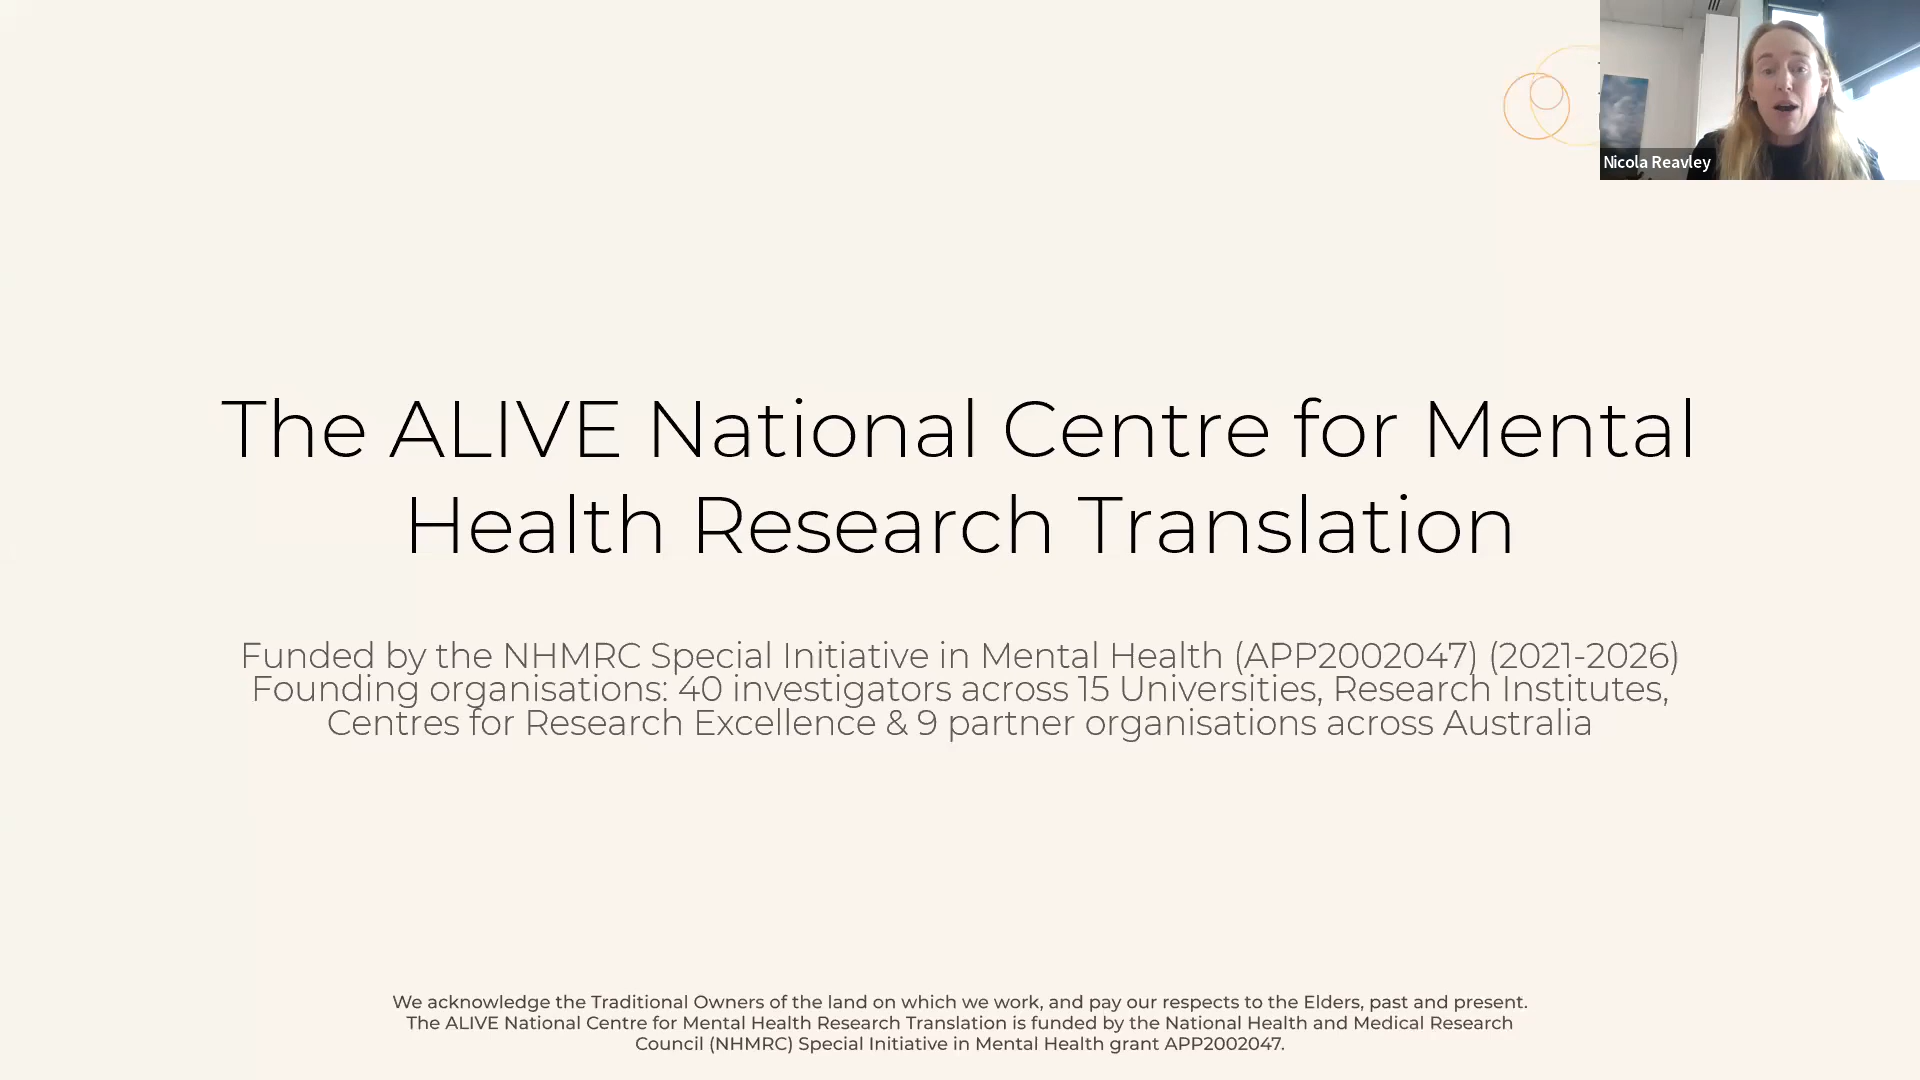 Nicola Reavley
The ALIVE National Centre for Mental
Health Research Translation
Funded by the NHMRC Special Initiative in Mental Health (APP2002047) (2021-2026)
Founding organisations: 40 investigators across 15 Universities, Research Institutes,
Centres for Research Excellence & 9 partner organisations across Australia
We acknowledge the Traditional Owners of the land on which we work, and pay our respects to the Elders, past and present.
The ALIVE National Centre for Mental Health Research Translation is funded by the National Health and Medical Research
Council (NHMRC) Special Initiative in Mental Health grant APP2002047.